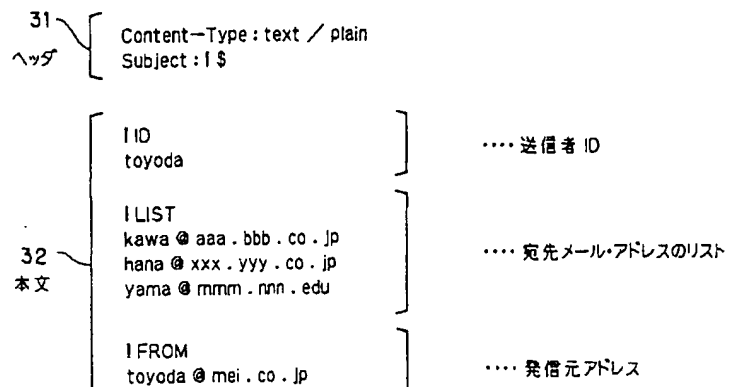 31
ヘッダ
Content-Type : text / plain
Subject : ! $
! ID
toyoda
‥‥ 送信者 ID
! LIST
kawa @ aaa . bbb . co . jp
hana @ xxx . yyy . co . jp
yama @ mmm . nnn . edu
‥‥ 宛先メール・アドレスのリスト
32
本文
! FROM
toyoda @ mei . co . jp
‥‥ 発信元アドレス